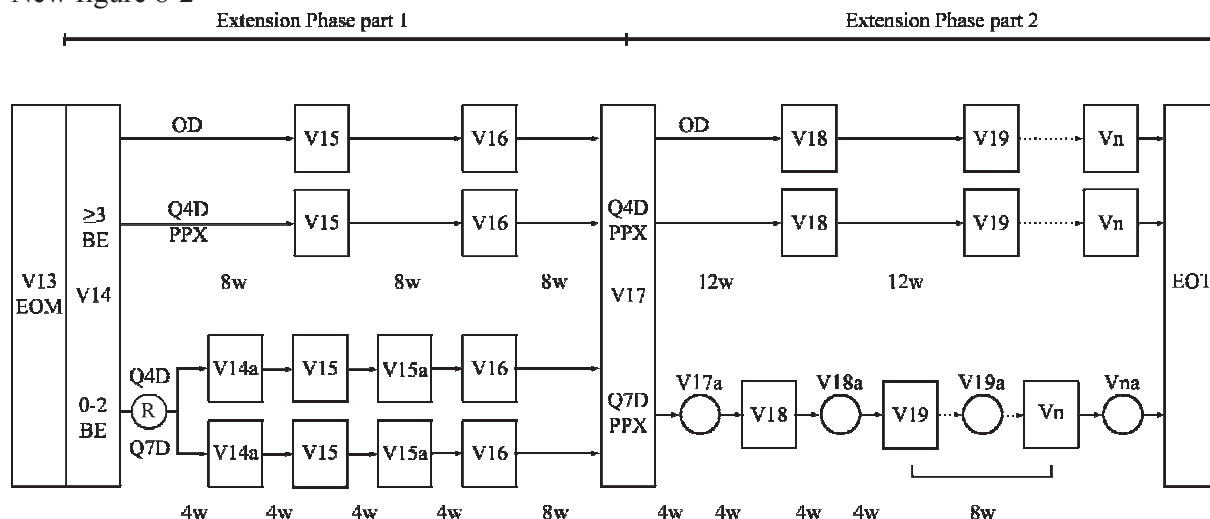 New figure 8-2
Extension Phase part 1
Extension Phase part 2
OD
V15
V16
OD
V18
V19
Vn
≥3
BE
Q4D
PPX
V15
V16
Q4D
PPX
V18
V19
Vn
V13
EOM
V14
8w
8w
8w
V17
12w
12w
EOT
0-2
BE
Q4D
R
Q7D
V14a
V15
V15a
V16
V14a
V15
V15a
V16
Q7D
PPX
V17a
V18
V18a
V19
V19a
Vn
Vna
4w
4w
4w
4w
8w
4w
4w
4w
4w
8w